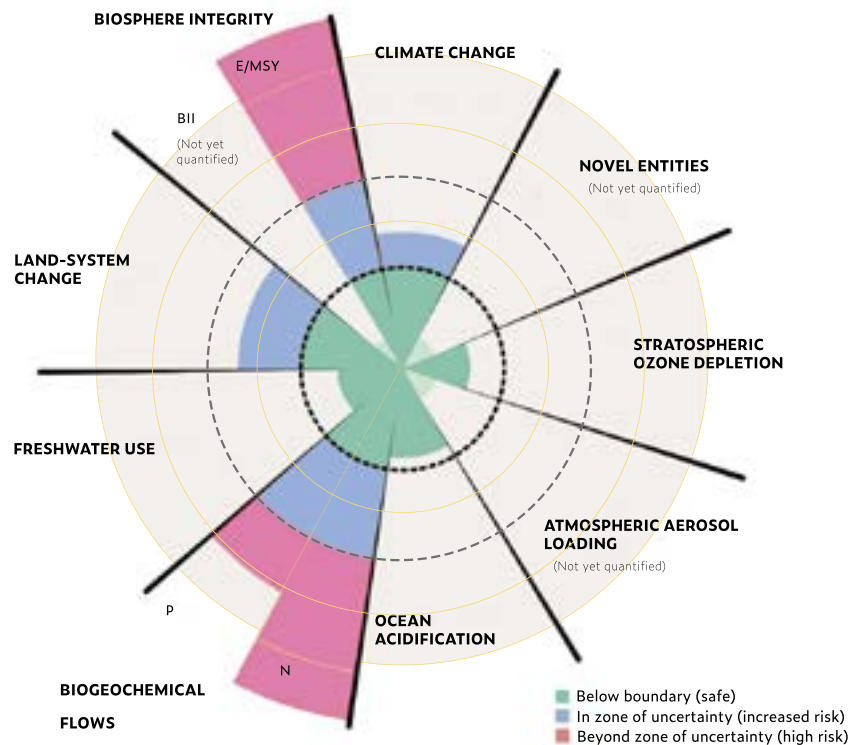 BIOSPHERE INTEGRITY
CLIMATE CHANGE
E/MSY
BII
(Not yet
quantified)
NOVEL ENTITIES
(Not yet quantified)
LAND-SYSTEM
CHANGE
STRATOSPHERIC
OZONE DEPLETION
FRESHWATER USE
ATMOSPHERIC AEROSOL
LOADING
(Not yet quantified)
P
OCEAN
ACIDIFICATION
N
BIOGEOCHEMICAL
FLOWS
Below boundary (safe)
In zone of uncertainty (increased risk)
Beyond zone of uncertainty (high risk)